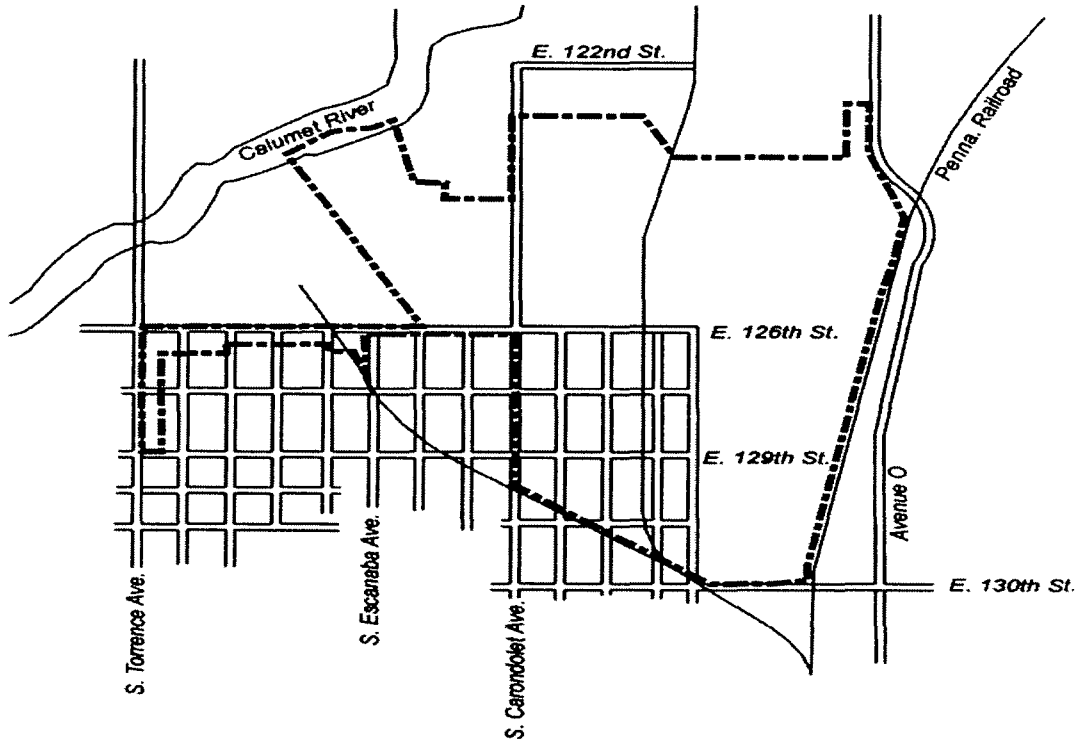 E. 122nd St.
Calumet River
Penna. Railroad
E. 126th St.
E. 129th St.
Avenue O
S. Escanaba Ave.
E. 130th St.
S. Torrence Ave.
S. Carondolet Ave.